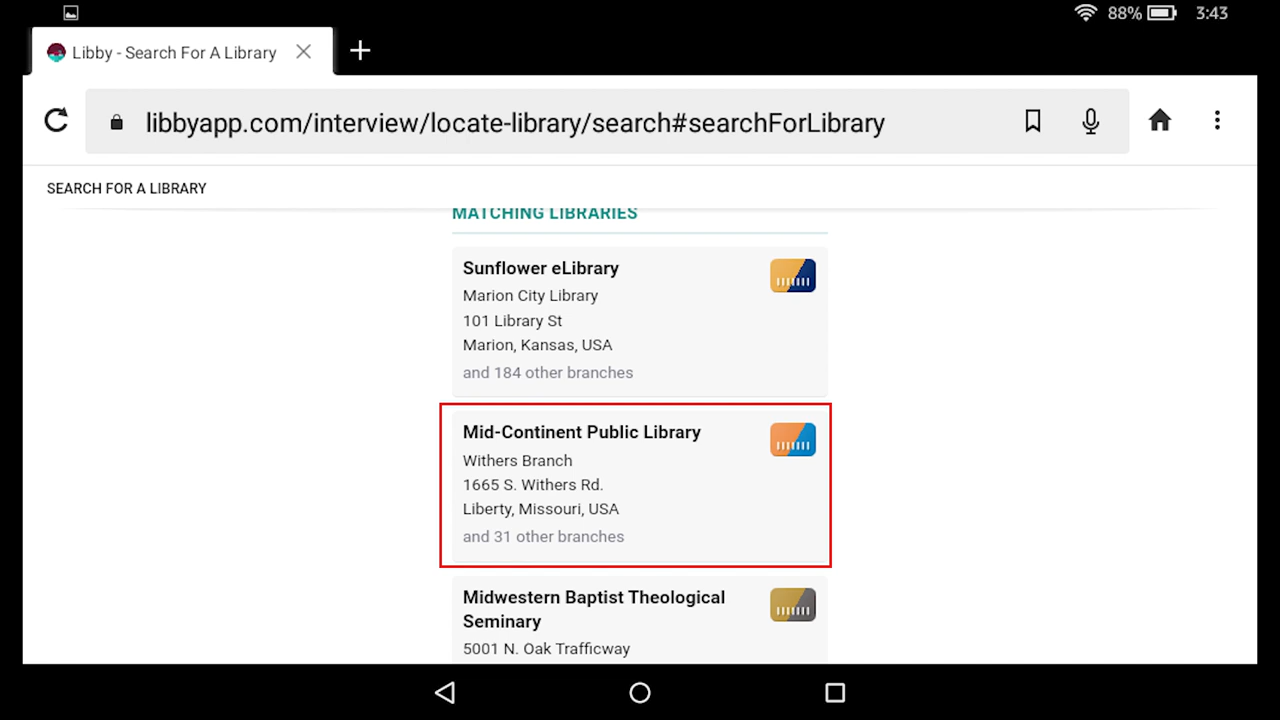 88% 3:43
Libby - Search For A Library
libbyapp.com/interview/locate-library/search#searchForLibrary
SEARCH FOR A LIBRARY
MATCHING LIBRARIES
Sunflower eLibrary
Marion City Library
101 Library St
Marion, Kansas, USA
and 184 other branches
Mid-Continent Public Library
Withers Branch
1665 S. Withers Rd.
Liberty, Missouri, USA
and 31 other branches
Midwestern Baptist Theological
Seminary
5001 N. Oak Trafficway